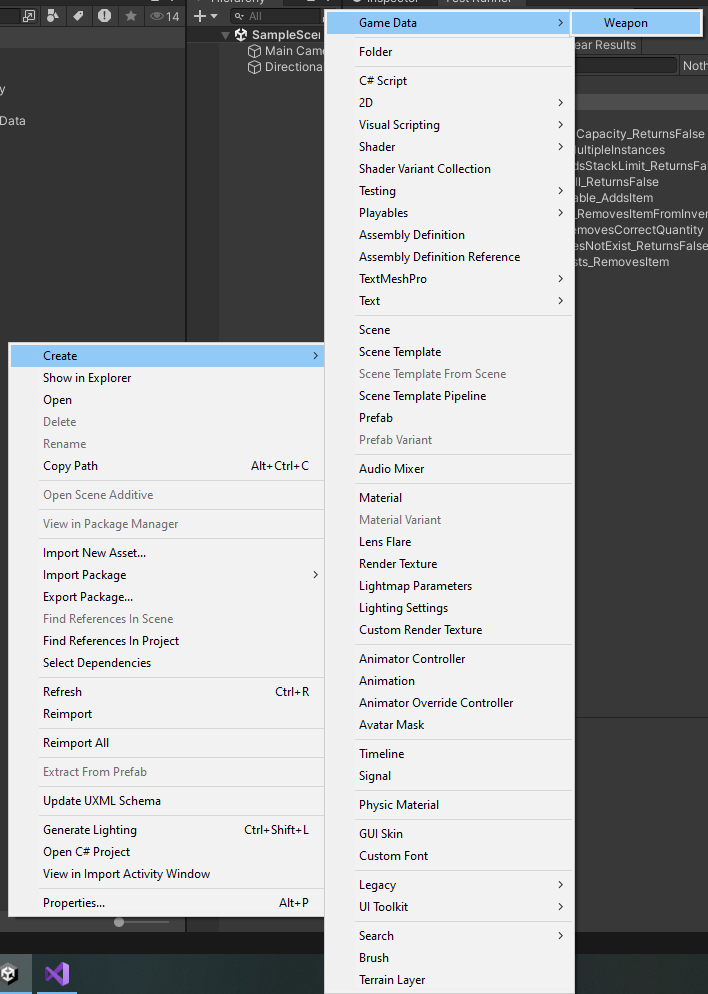 Hierarchy
Inspector
Test Runner
14
All
SampleScen
Main Came
Directiona
y
Data
ear Results
Noth
Capacity_ReturnsFalse
ultipleInstances
dsStackLimit_ReturnsFa
ll_ReturnsFalse
able_AddsItem
_RemovesItemFromInver
emovesCorrectQuantity
esNotExist_ReturnsFalse
sts_RemovesItem
Create
Show in Explorer
Open
Delete
Rename
Copy Path Alt+Ctrl+C
Open Scene Additive
View in Package Manager
Import New Asset...
Import Package
Export Package...
Find References In Scene
Find References In Project
Select Dependencies
Refresh Ctrl+R
Reimport
Reimport All
Extract From Prefab
Update UXML Schema
Generate Lighting Ctrl+Shift+L
Open C# Project
View in Import Activity Window
Properties... Alt+P
Game Data
Folder
C# Script
2D
Visual Scripting
Shader
Shader Variant Collection
Testing
Playables
Assembly Definition
Assembly Definition Reference
TextMeshPro
Text
Scene
Scene Template
Scene Template From Scene
Scene Template Pipeline
Prefab
Prefab Variant
Audio Mixer
Material
Material Variant
Lens Flare
Render Texture
Lightmap Parameters
Lighting Settings
Custom Render Texture
Animator Controller
Animation
Animator Override Controller
Avatar Mask
Timeline
Signal
Physic Material
GUI Skin
Custom Font
Legacy
UI Toolkit
Search
Brush
Terrain Layer
Weapon